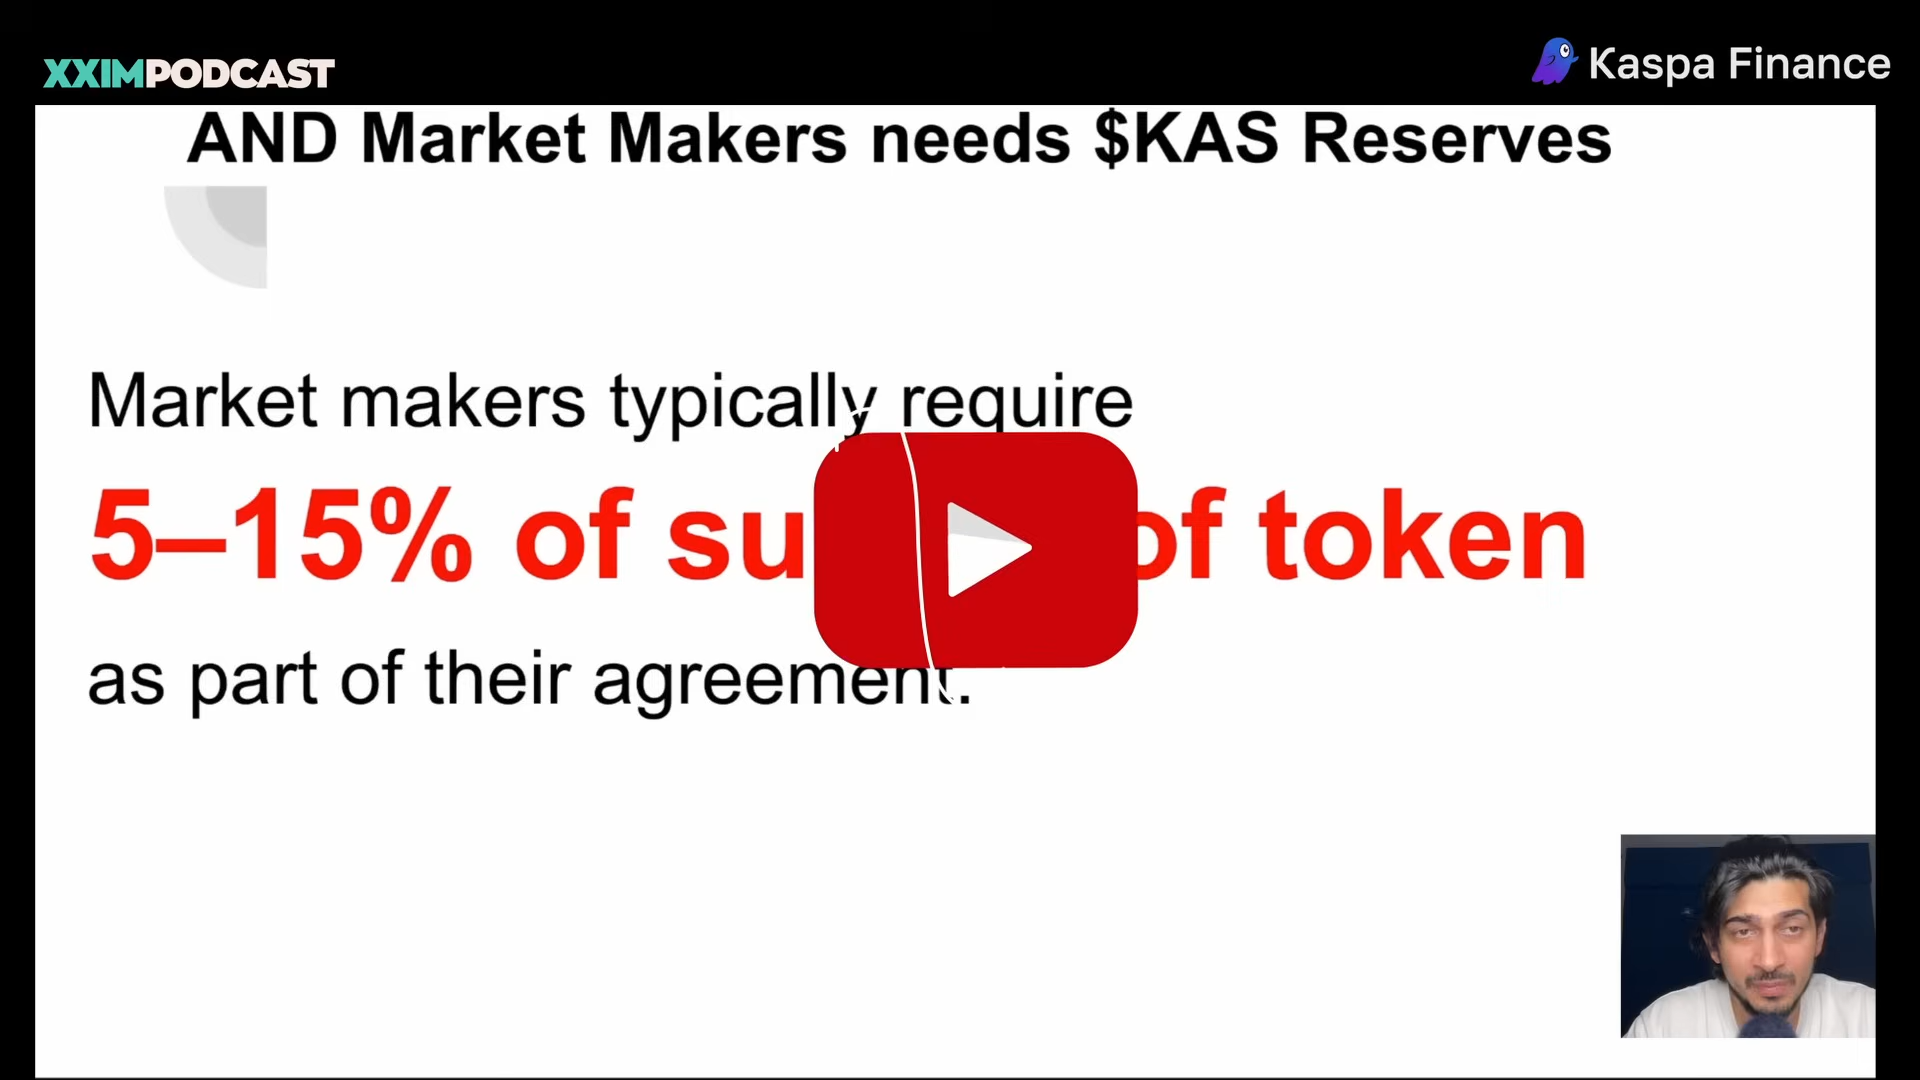 XXIMPODCAST
Kaspa Finance
AND Market Makers needs $KAS Reserves
Market makers typically require
5–15% of su of token
as part of their agreement.